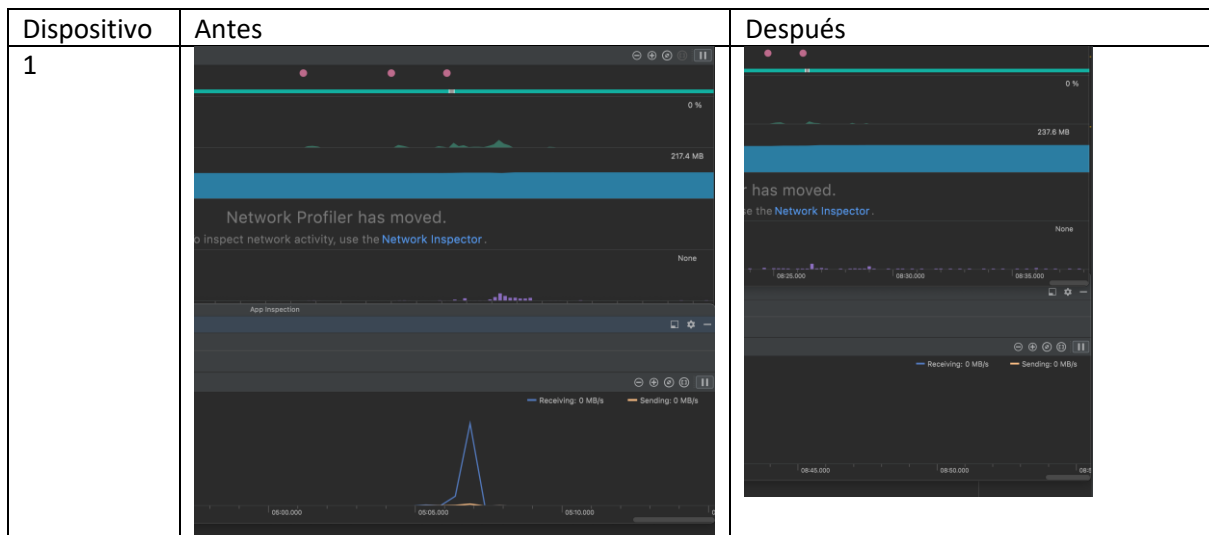 Dispositivo Antes Después
1
0 %
217.4 MB
Network Profiler has moved.
o inspect network activity, use the Network Inspector.
None
App Inspection
Receiving: 0 MB/s Sending: 0 MB/s
05:00.000 05:05.000 05:10.000
0 %
237.6 MB
has moved.
se the Network Inspector.
None
08:25.000 08:30.000 08:35.000
Receiving: 0 MB/s Sending: 0 MB/s
08:45.000 08:50.000